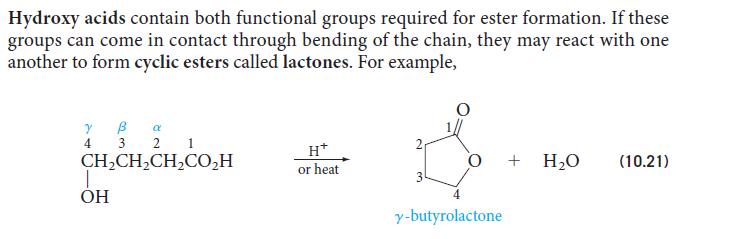 Hydroxy acids contain both functional groups required for ester formation. If these
groups can come in contact through bending of the chain, they may react with one
another to form cyclic esters called lactones. For example,
γ β α
4 3 2 1
CH₂CH₂CH₂CO₂H
OH
H⁺
or heat
O
1
2
O
3
4
γ-butyrolactone
+ H₂O (10.21)